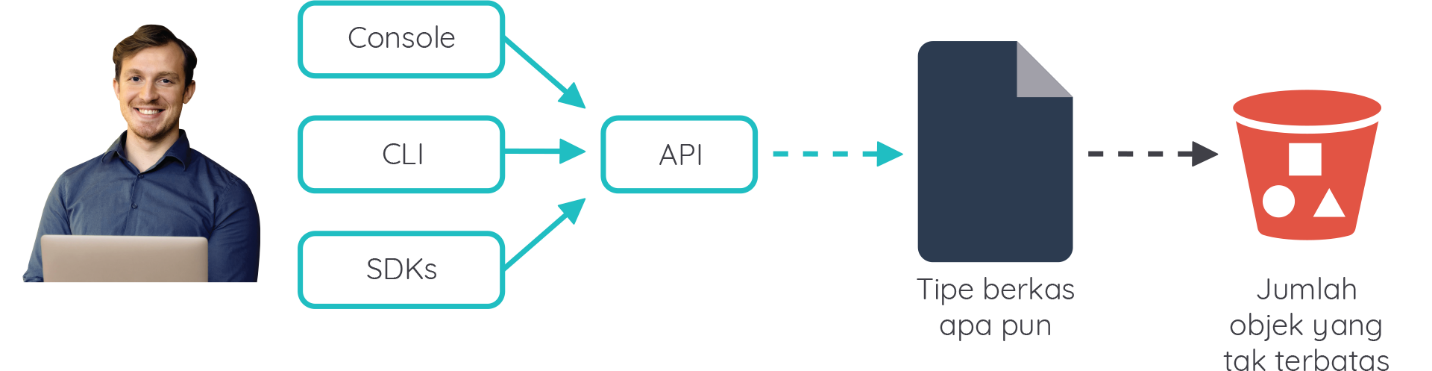 Console
CLI
SDKs
API
Tipe berkas
apa pun
Jumlah
objek yang
tak terbatas